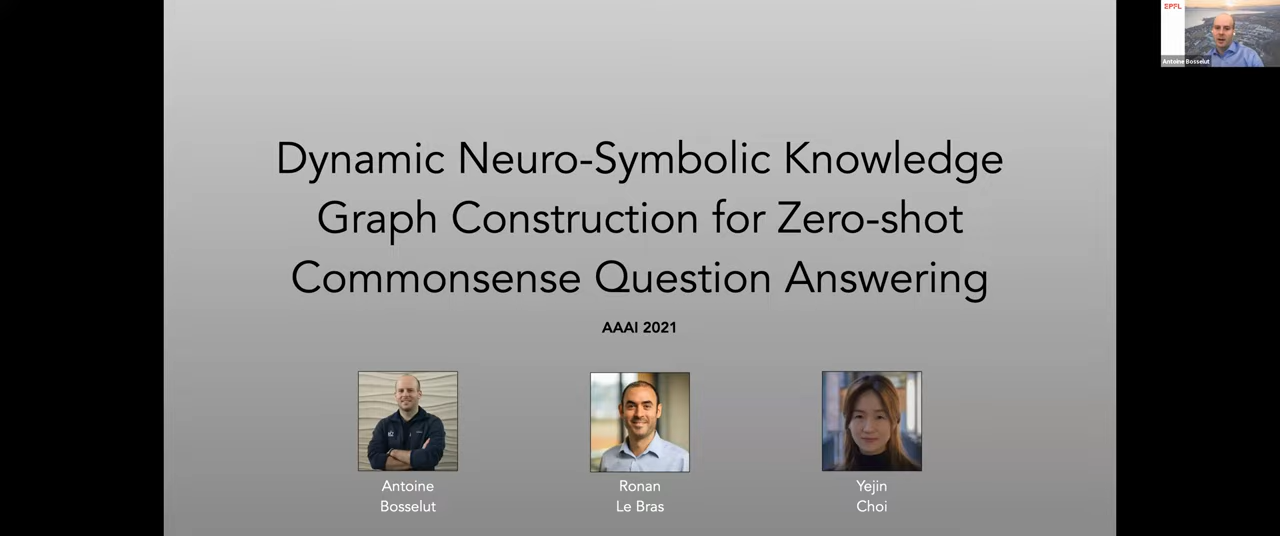 EPFL
Antoine Bosselut
Dynamic Neuro-Symbolic Knowledge
Graph Construction for Zero-shot
Commonsense Question Answering
AAAI 2021
Antoine
Bosselut
Ronan
Le Bras
Yejin
Choi